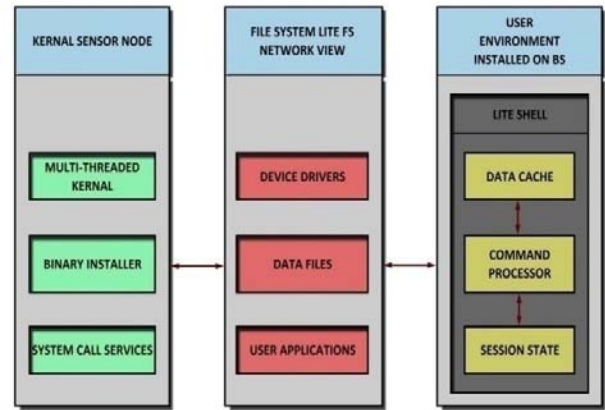 KERNAL SENSOR NODE
MULTI-THREADED
KERNAL
BINARY INSTALLER
SYSTEM CALL SERVICES
FILE SYSTEM LITE FS
NETWORK VIEW
DEVICE DRIVERS
DATA FILES
USER APPLICATIONS
USER
ENVIRONMENT
INSTALLED ON BS
LITE SHELL
DATA CACHE
COMMAND
PROCESSOR
SESSION STATE